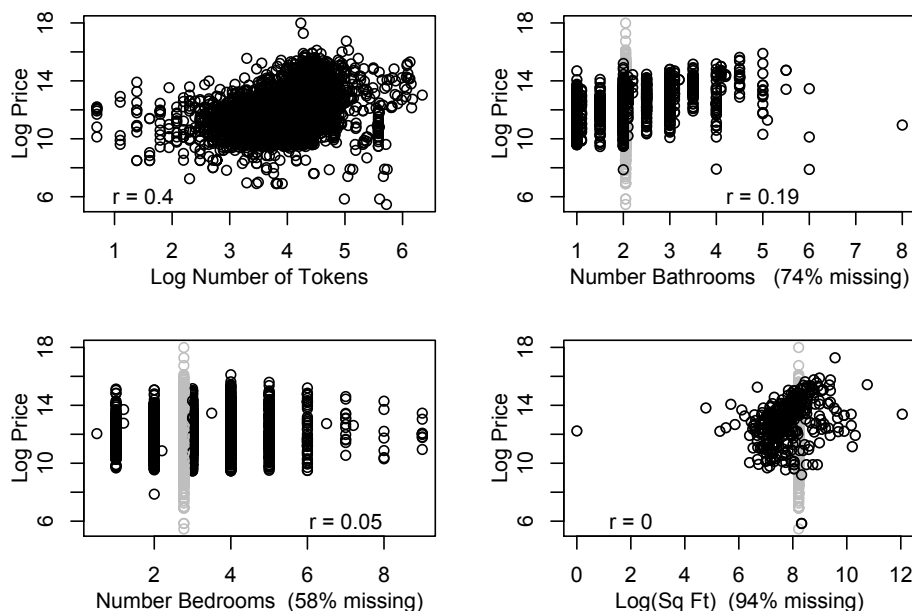 18
14
10
6
Log Price
r = 0.4
1 2 3 4 5 6
Log Number of Tokens
18
14
10
6
Log Price
r = 0.19
1 2 3 4 5 6 7 8
Number Bathrooms (74% missing)
18
14
10
6
Log Price
r = 0.05
2 4 6 8
Number Bedrooms (58% missing)
18
14
10
6
Log Price
r = 0
0 2 4 6 8 10 12
Log(Sq Ft) (94% missing)